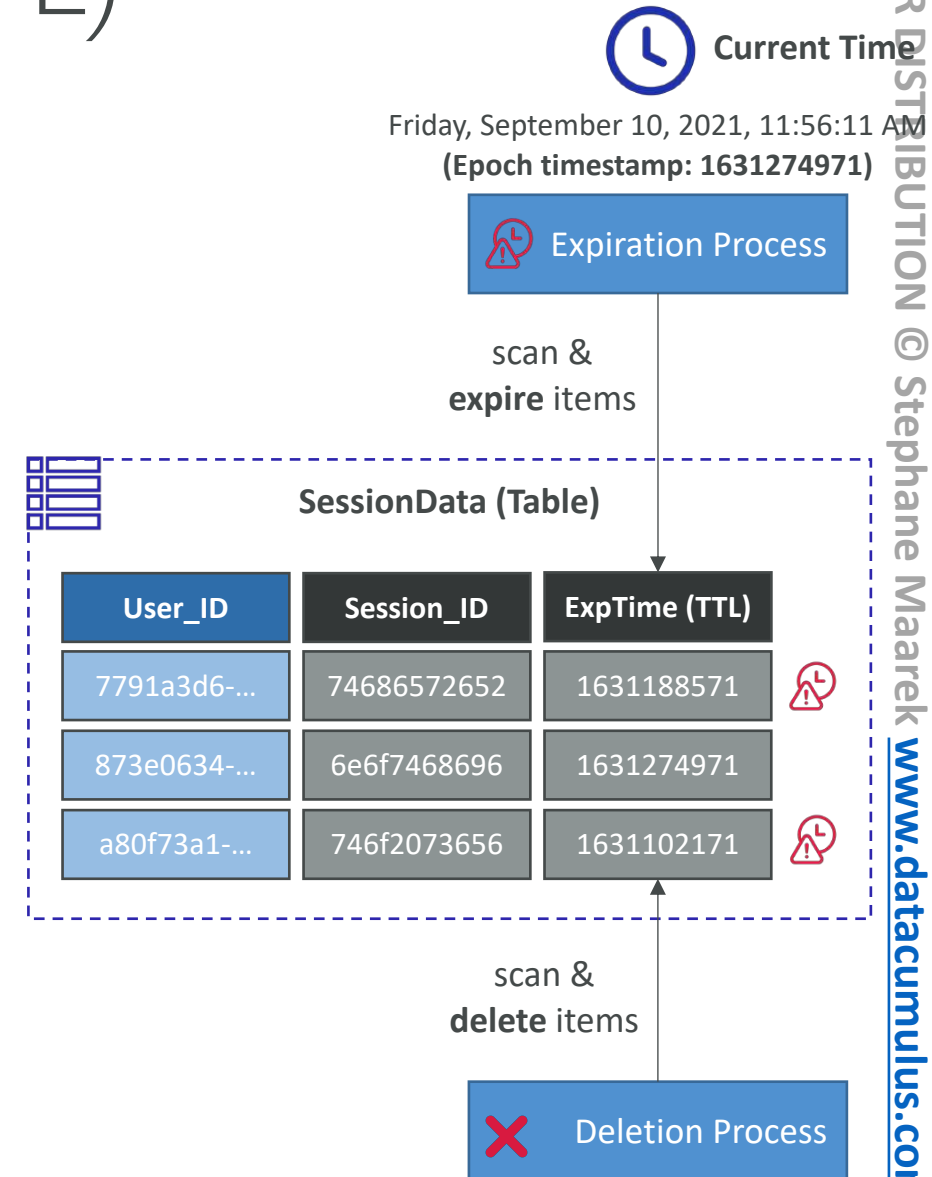 E)
Current Time
Friday, September 10, 2021, 11:56:11 AM
(Epoch timestamp: 1631274971)
Expiration Process
scan &
expire items
SessionData (Table)
User_ID Session_ID ExpTime (TTL)
7791a3d6-... 74686572652 1631188571
873e0634-... 6e6f7468696 1631274971
a80f73a1-... 746f2073656 1631102171
scan &
delete items
Deletion Process
R DISTRIBUTION © Stephane Maarek www.datacumulus.co